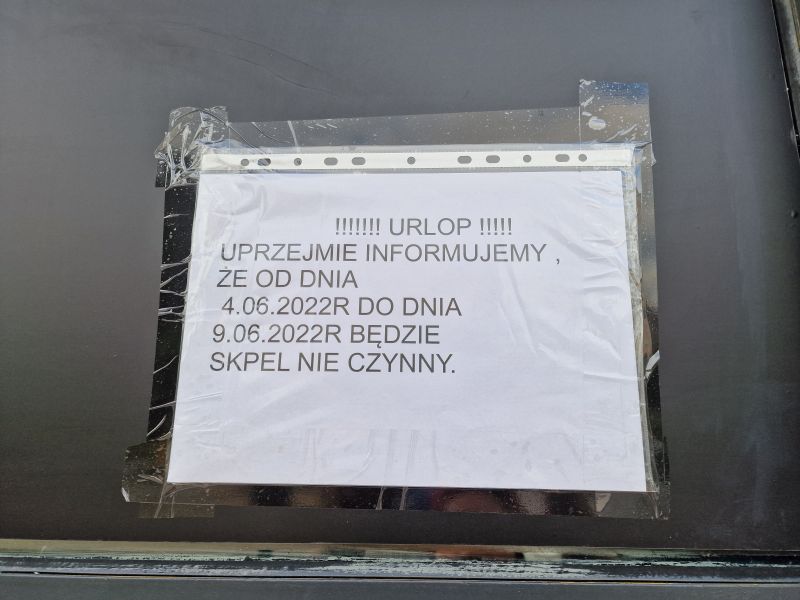 !!!!!!! URLOP !!!!!
UPRZEJMIE INFORMUJEMY ,
ŻE OD DNIA
4.06.2022R DO DNIA
9.06.2022R BĘDZIE
SKPEL NIE CZYNNY.